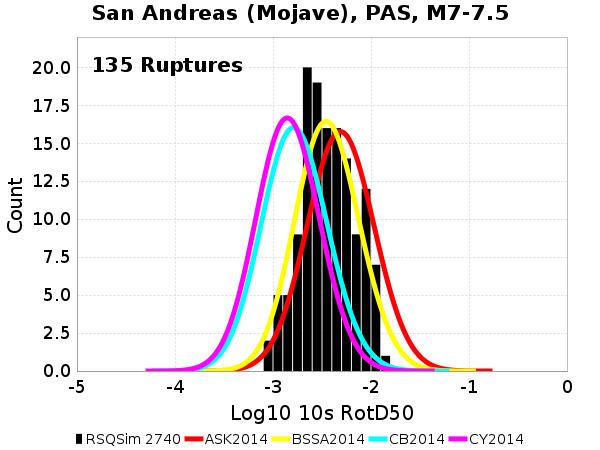 San Andreas (Mojave), PAS, M7-7.5
135 Ruptures
20.0
17.5
15.0
12.5
10.0
7.5
5.0
2.5
0.0
Count
-5 -4 -3 -2 -1 0
Log10 10s RotD50
RSQSim 2740 ASK2014 BSSA2014 CB2014 CY2014